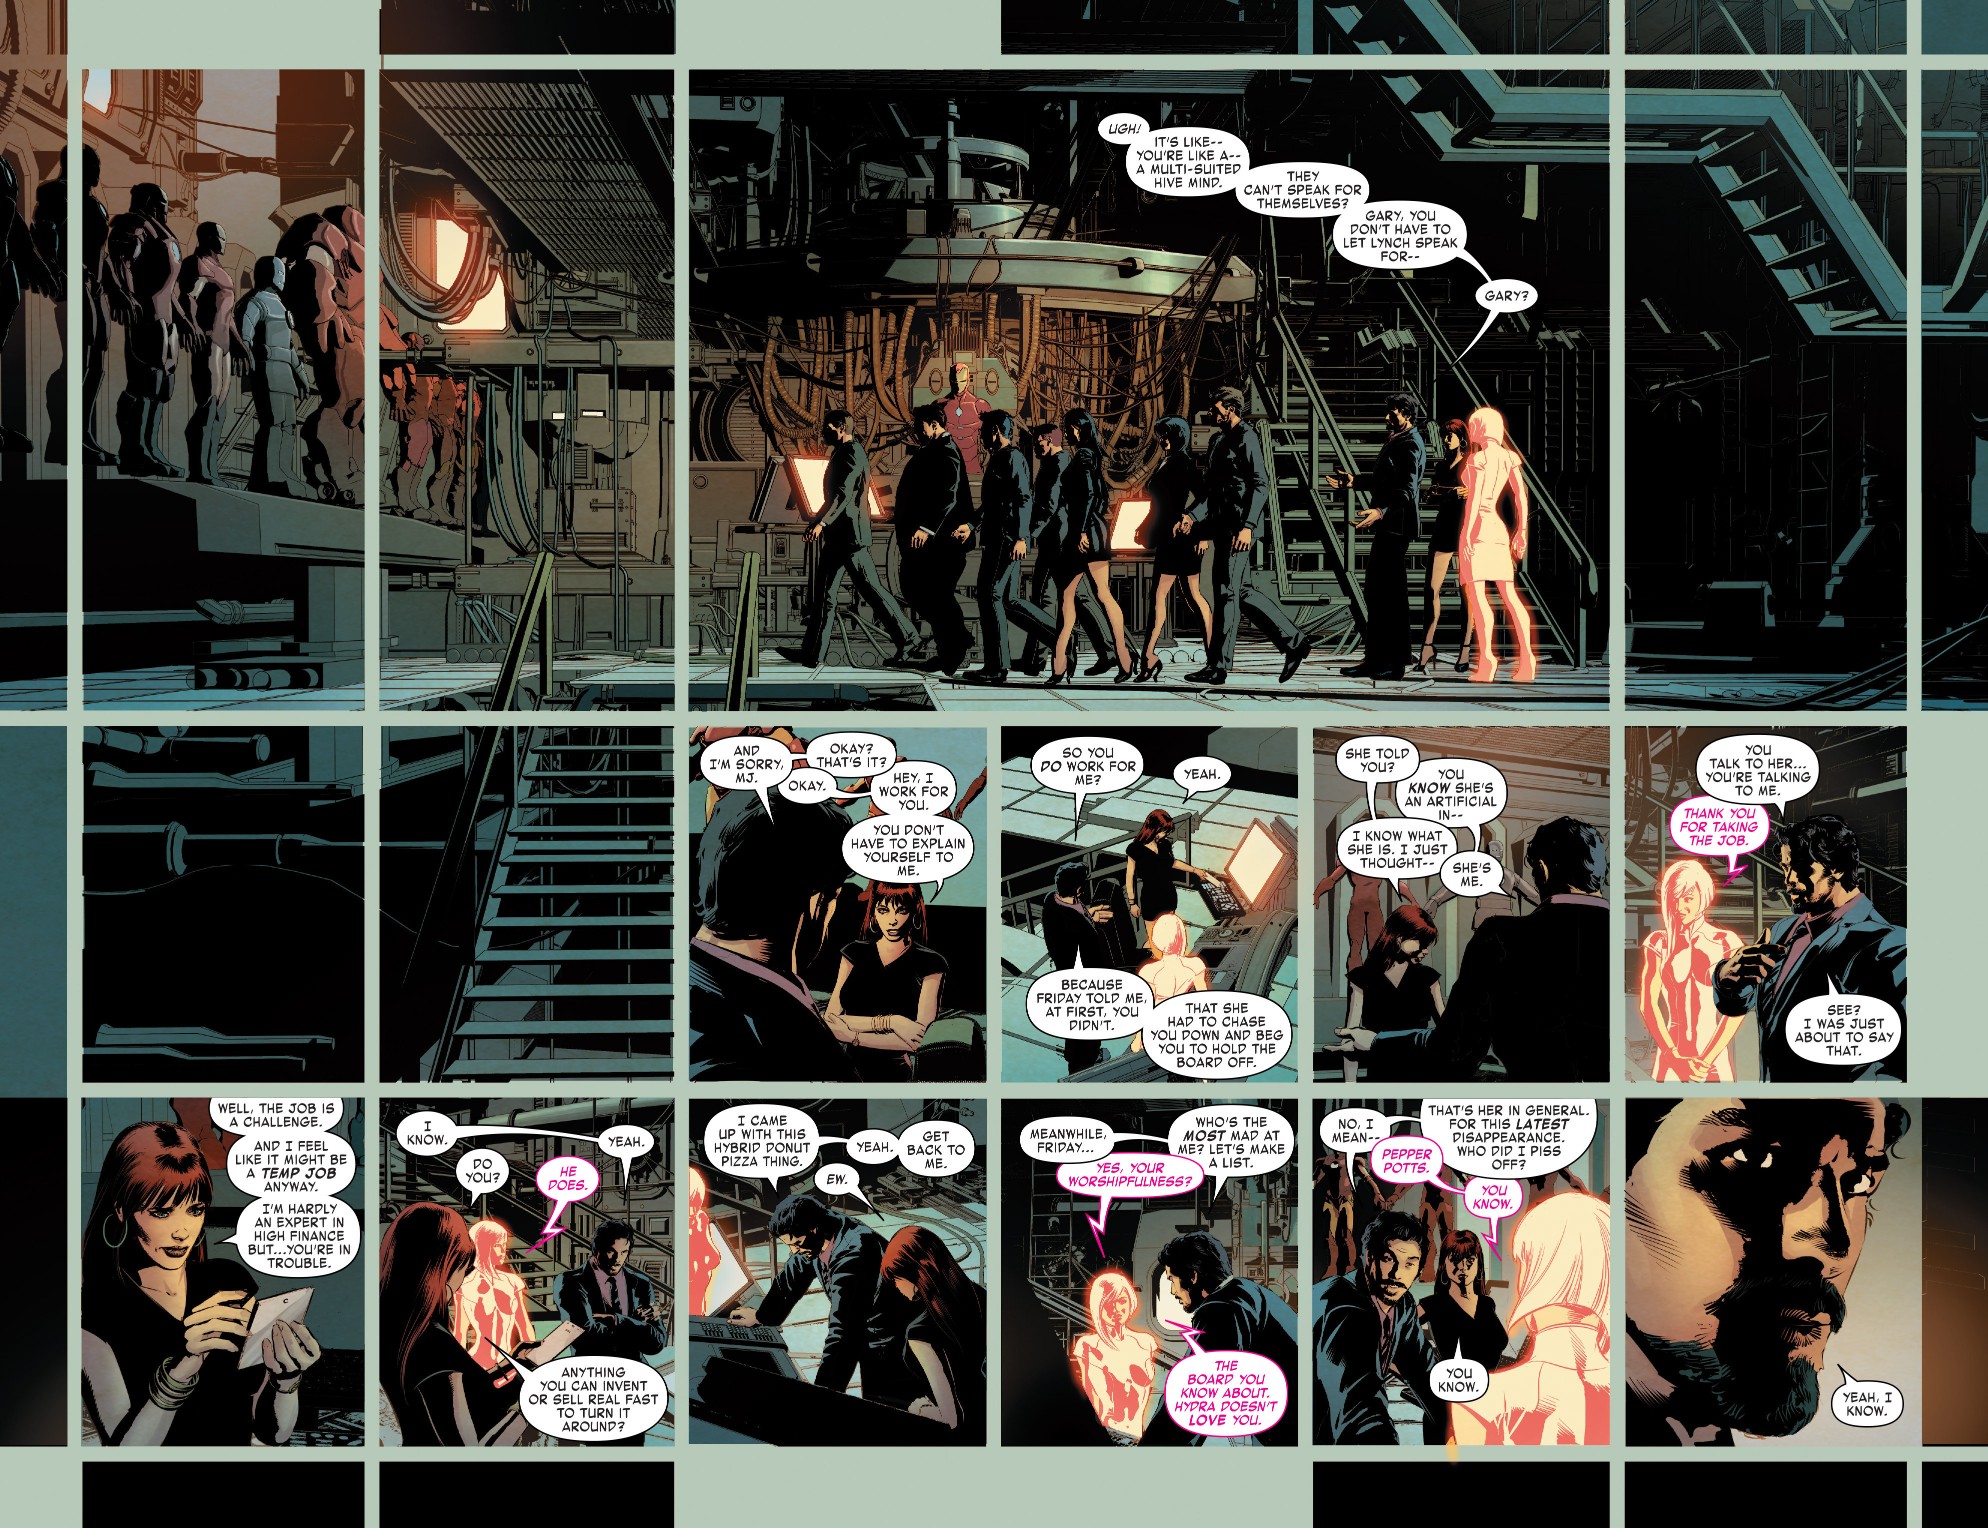 UGH!
IT'S LIKE--
YOU'RE LIKE A--
A MULTI-SUITED
HIVE MIND.
THEY
CAN'T SPEAK FOR
THEMSELVES?
GARY, YOU
DON'T HAVE TO
LET LYNCH SPEAK
FOR--
GARY?
AND
I'M SORRY,
MJ.
OKAY?
THAT'S IT?
OKAY.
HEY, I
WORK FOR
YOU.
YOU DON'T
HAVE TO EXPLAIN
YOURSELF TO
ME.
SO YOU
DO WORK FOR
ME?
YEAH.
BECAUSE
FRIDAY TOLD ME,
AT FIRST, YOU
DIDN'T.
THAT SHE
HAD TO CHASE
YOU DOWN AND BEG
YOU TO HOLD THE
BOARD OFF.
SHE TOLD
YOU?
YOU
KNOW SHE'S
AN ARTIFICIAL
IN--
I KNOW WHAT
SHE IS. I JUST
THOUGHT--
SHE'S
ME.
YOU
TALK TO HER...
YOU'RE TALKING
TO ME.
THANK YOU
FOR TAKING
THE JOB.
SEE?
I WAS JUST
ABOUT TO SAY
THAT.
WELL, THE JOB IS
A CHALLENGE.
AND I FEEL
LIKE IT MIGHT BE
A TEMP JOB
ANYWAY.
I'M HARDLY
AN EXPERT IN
HIGH FINANCE
BUT...YOU'RE IN
TROUBLE.
I
KNOW.
YEAH.
DO
YOU?
HE
DOES.
ANYTHING
YOU CAN INVENT
OR SELL REAL FAST
TO TURN IT
AROUND?
I CAME
UP WITH THIS
HYBRID DONUT
PIZZA THING.
YEAH.
GET
BACK TO
ME.
EW.
MEANWHILE,
FRIDAY...
WHO'S THE
MOST MAD AT
ME? LET'S MAKE
A LIST.
YES, YOUR
WORSHIPFULNESS?
THE
BOARD YOU
KNOW ABOUT.
HYDRA DOESN'T
LOVE YOU.
NO, I
MEAN--
THAT'S HER IN GENERAL.
FOR THIS LATEST
DISAPPEARANCE.
WHO DID I PISS
OFF?
PEPPER
POTTS.
YOU
KNOW.
YOU
KNOW.
YEAH, I
KNOW.